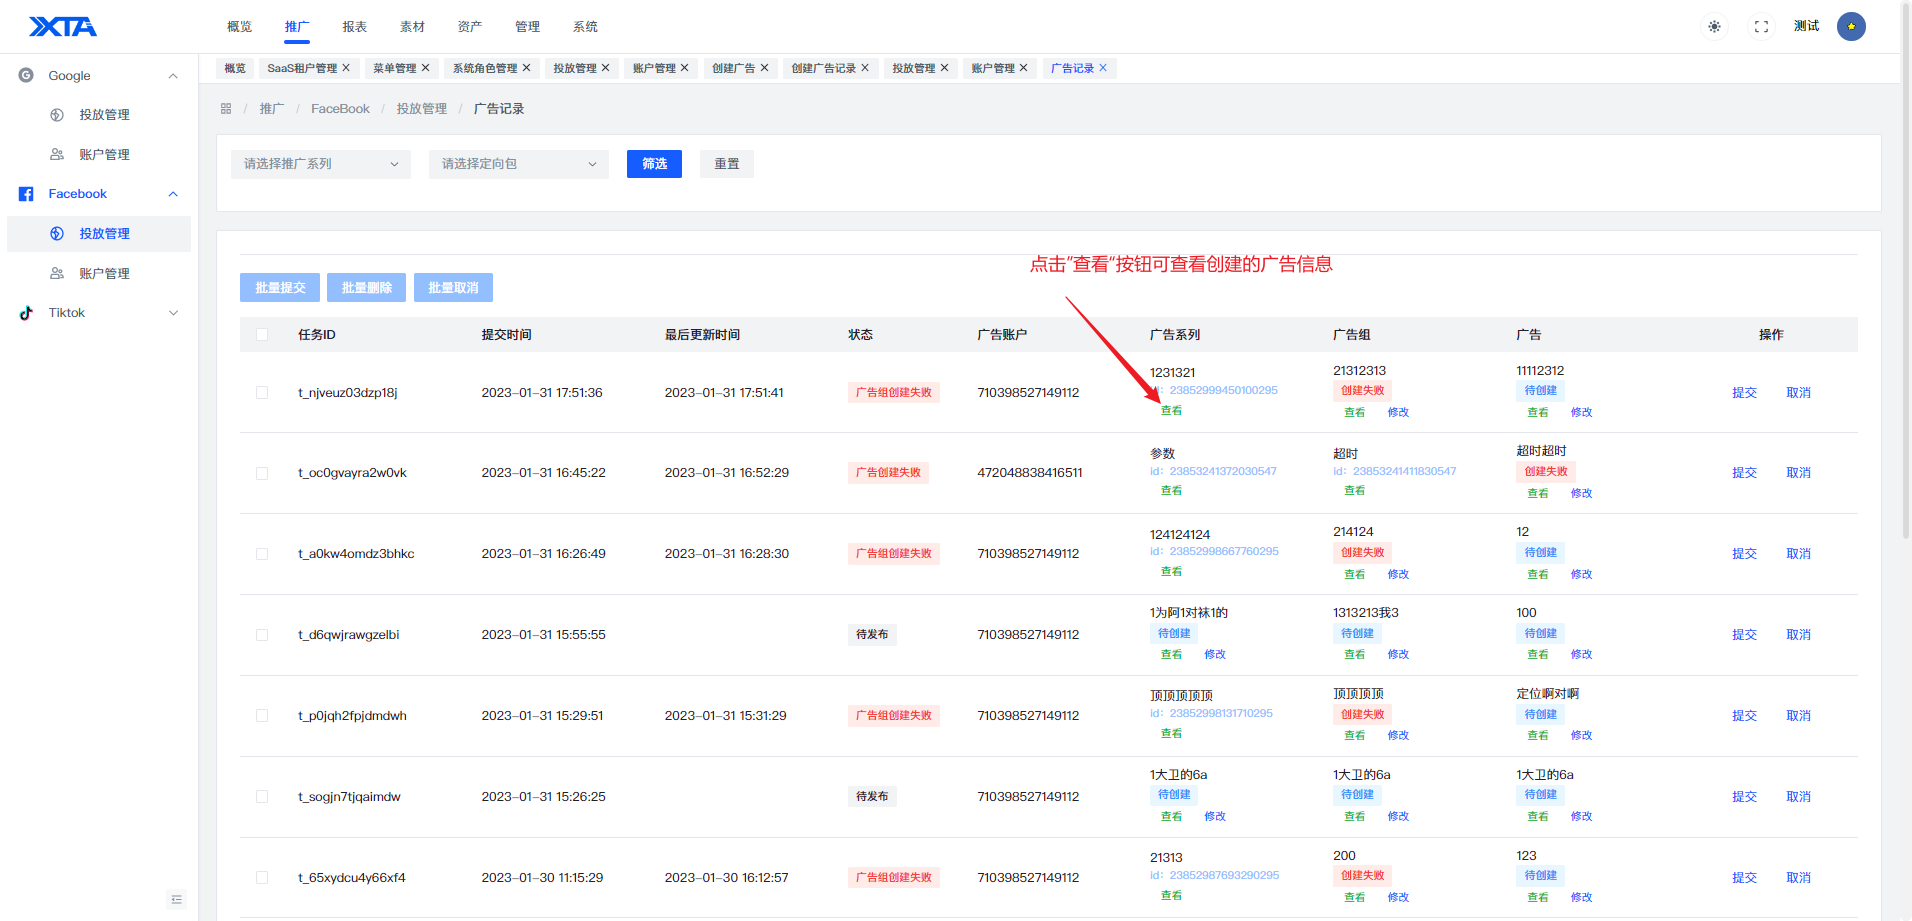 XTA
概览 推广 报表 素材 资产 管理 系统
测试
概览 SaaS租户管理 菜单管理 系统角色管理 投放管理 账户管理 创建广告 创建广告记录 投放管理 账户管理 广告记录
Google
投放管理
账户管理
Facebook
投放管理
账户管理
Tiktok
/ 推广 / FaceBook / 投放管理 / 广告记录
请选择推广系列 请选择定向包 筛选 重置
点击"查看"按钮可查看创建的广告信息
批量提交 批量删除 批量取消
任务ID 提交时间 最后更新时间 状态 广告账户 广告系列 广告组 广告 操作
t_njveuz03dzp18j 2023-01-31 17:51:36 2023-01-31 17:51:41 广告组创建失败 710398527149112 1231321 21312313 11112312 提交 取消
: 23852999450100295 创建失败 待创建
查看 查看 修改 查看 修改
t_oc0gvayra2w0vk 2023-01-31 16:45:22 2023-01-31 16:52:29 广告创建失败 472048838416511 参数 超时 超时超时 提交 取消
id: 23853241372030547 id: 23853241411830547 创建失败
查看 查看 查看 修改
t_a0kw4omdz3bhkc 2023-01-31 16:26:49 2023-01-31 16:28:30 广告组创建失败 710398527149112 124124124 214124 12 提交 取消
id: 23852998667760295 创建失败 待创建
查看 查看 修改 查看 修改
t_d6qwjrawgzelbi 2023-01-31 15:55:55 待发布 710398527149112 1为阿1对袜1的 1313213我3 100 提交 取消
待创建 待创建 待创建
查看 修改 查看 修改 查看 修改
t_p0jqh2fpjdmdwh 2023-01-31 15:29:51 2023-01-31 15:31:29 广告组创建失败 710398527149112 顶顶顶顶顶 顶顶顶顶 定位啊对啊 提交 取消
id: 23852998131710295 创建失败 待创建
查看 查看 修改 查看 修改
t_sogjn7tjqaimdw 2023-01-31 15:26:25 待发布 710398527149112 1大卫的6a 1大卫的6a 1大卫的6a 提交 取消
待创建 待创建 待创建
查看 修改 查看 修改 查看 修改
t_65xydcu4y66xf4 2023-01-30 11:15:29 2023-01-30 16:12:57 广告组创建失败 710398527149112 21313 200 123 提交 取消
id: 23852987693290295 创建失败 待创建
查看 查看 修改 查看 修改